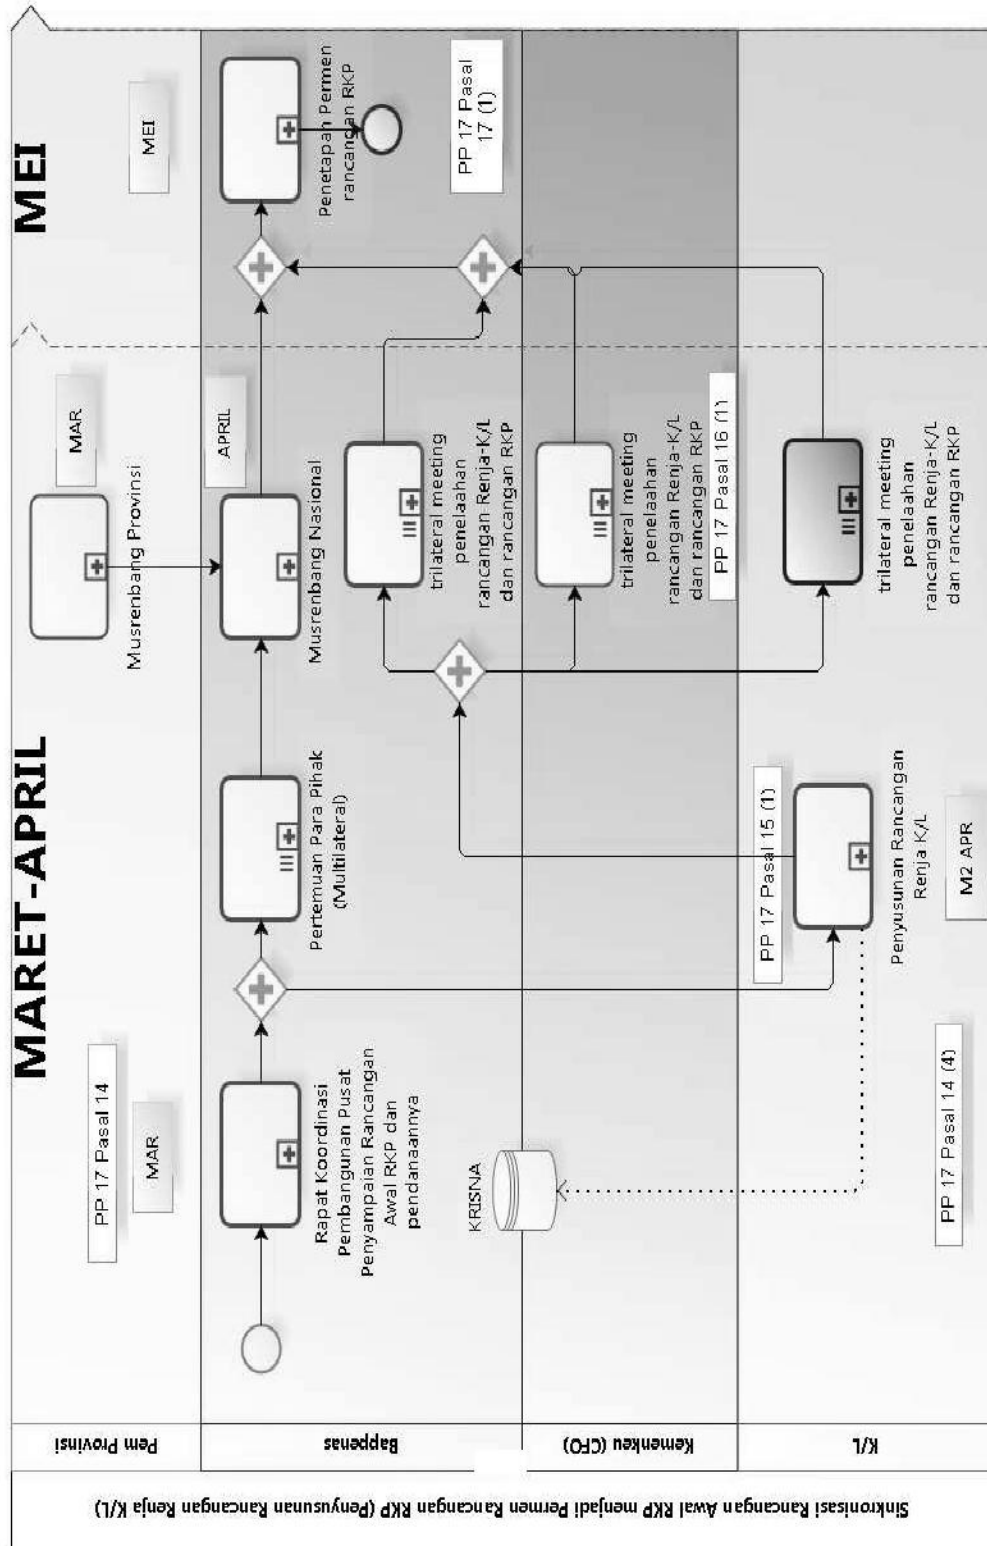 Sinkronisasi Rancangan Awal RKP menjadi Permen Rancangan RKP (Penyusunan Rancangan Renja K/L)
MARET-APRIL
MEI
Pem Provinsi
PP 17 Pasal 14
MAR
Musrenbang Provinsi
MAR
MEI
Bappenas
Rapat Koordinasi
Pembangunan Pusat
Penyampaian Rancangan
Awal RKP dan
pendanaannya
Pertemuan Para Pihak
(Multilateral)
APRIL
Musrenbang Nasional
Penetapan Permen
rancangan RKP
trilateral meeting
penelaahan
rancangan Renja-K/L
dan rancangan RKP
PP 17 Pasal
17 (1)
KRISNA
Kemenkeu (CFO)
trilateral meeting
penelaahan
rancangan Renja-K/L
dan rancangan RKP
PP 17 Pasal 16 (1)
K/L
PP 17 Pasal 15 (1)
Penyusunan Rancangan
Renja K/L
M2 APR
PP 17 Pasal 14 (4)
trilateral meeting
penelaahan
rancangan Renja-K/L
dan rancangan RKP